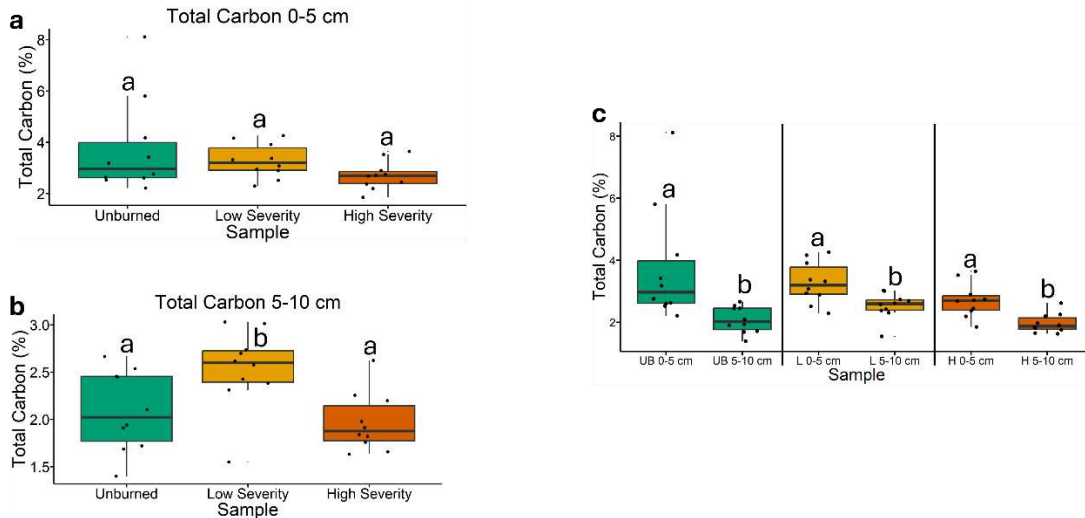 a
Total Carbon 0-5 cm
Total Carbon (%)
8
6
4
2
a
a
a
Unburned
Low Severity
High Severity
Sample
b
Total Carbon 5-10 cm
Total Carbon (%)
3.0
2.5
2.0
1.5
a
b
a
Unburned
Low Severity
High Severity
Sample
c
Total Carbon (%)
8
6
4
2
a
b
a
b
a
b
UB 0-5 cm
UB 5-10 cm
L 0-5 cm
L 5-10 cm
H 0-5 cm
H 5-10 cm
Sample